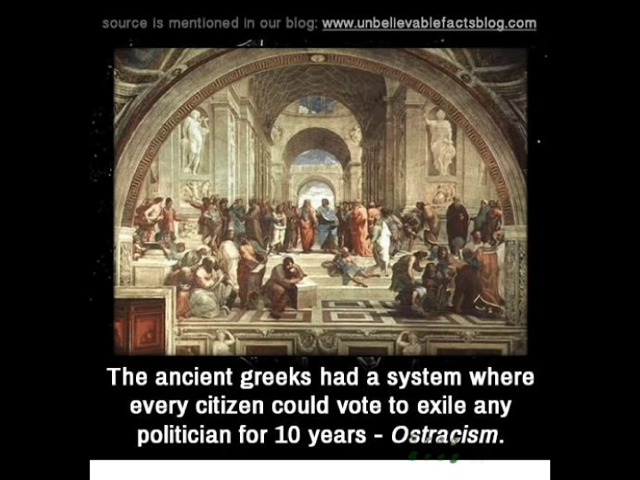 source is mentioned in our blog: www.unbelievablefactsblog.com
The ancient greeks had a system where
every citizen could vote to exile any
politician for 10 years - Ostracism.